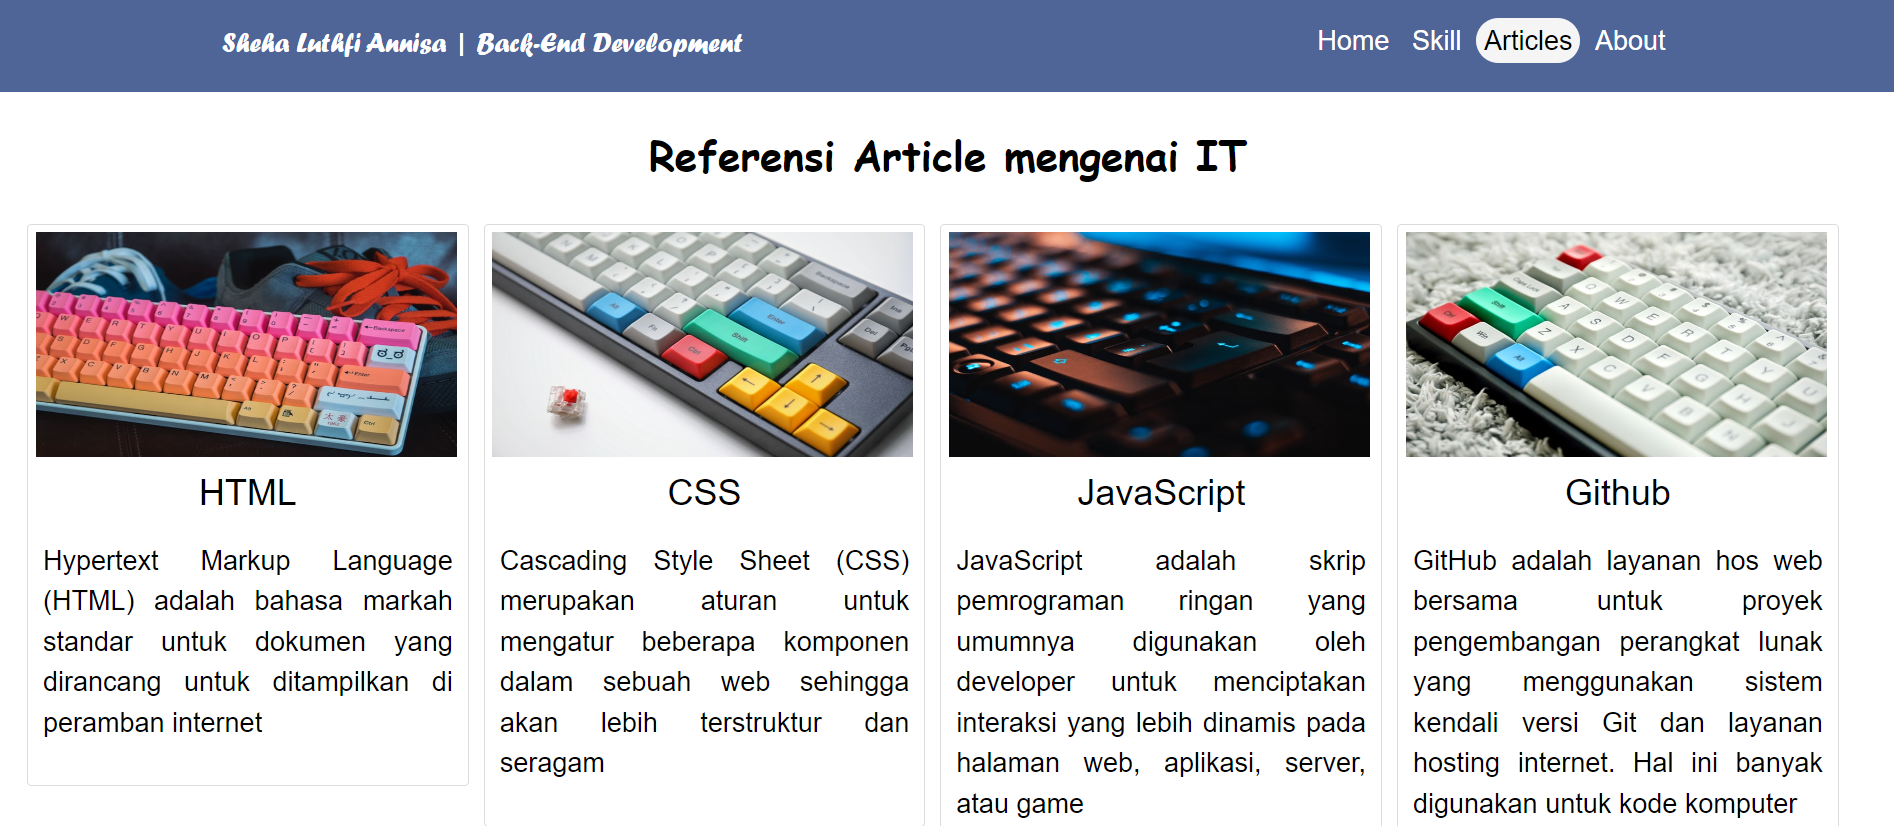 Sheha Luthfi Annisa | Back-End Development
Home Skill Articles About
Referensi Article mengenai IT
HTML
Hypertext Markup Language
(HTML) adalah bahasa markah
standar untuk dokumen yang
dirancang untuk ditampilkan di
peramban internet
CSS
Cascading Style Sheet (CSS)
merupakan aturan untuk
mengatur beberapa komponen
dalam sebuah web sehingga
akan lebih terstruktur dan
seragam
JavaScript
JavaScript adalah skrip
pemrograman ringan yang
umumnya digunakan oleh
developer untuk menciptakan
interaksi yang lebih dinamis pada
halaman web, aplikasi, server,
atau game
Github
GitHub adalah layanan hos web
bersama untuk proyek
pengembangan perangkat lunak
yang menggunakan sistem
kendali versi Git dan layanan
hosting internet. Hal ini banyak
digunakan untuk kode komputer